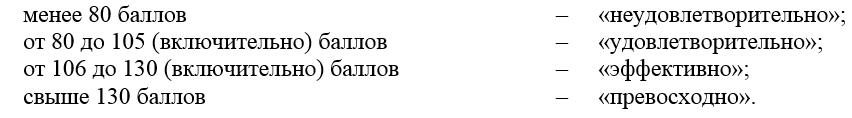 менее 80 баллов – «неудовлетворительно»;
от 80 до 105 (включительно) баллов – «удовлетворительно»;
от 106 до 130 (включительно) баллов – «эффективно»;
свыше 130 баллов – «превосходно».